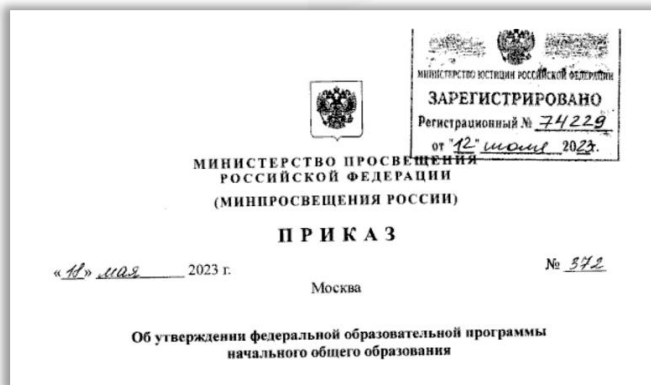 МИНИСТЕРСТВО ЮСТИЦИИ РОССИЙСКОЙ ФЕДЕРАЦИИ
ЗАРЕГИСТРИРОВАНО
Регистрационный № 74229
от "12" июля 2023г.
МИНИСТЕРСТВО ПРОСВЕЩЕНИЯ
РОССИЙСКОЙ ФЕДЕРАЦИИ
(МИНПРОСВЕЩЕНИЯ РОССИИ)
ПРИКАЗ
«18» мая 2023 г.
№ 372
Москва
Об утверждении федеральной образовательной программы
начального общего образования